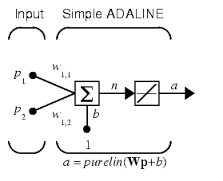 Input Simple ADALINE
p1 w1,1
Σ n a
p2 w1,2 b
1
a = purelin(Wp+b)